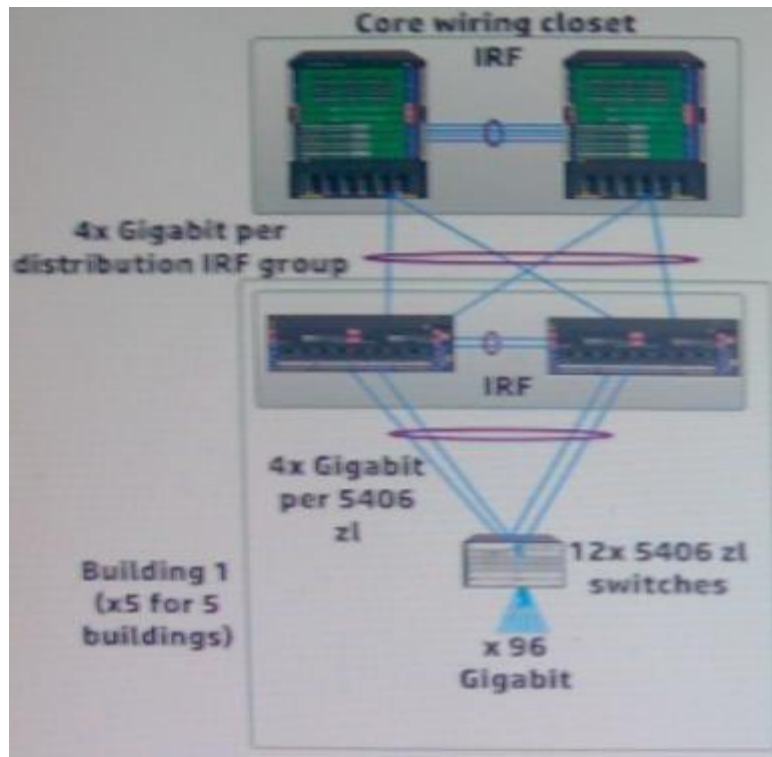 Core wiring closet
IRF
4x Gigabit per
distribution IRF group
IRF
4x Gigabit
per 5406
zl
12x 5406 zl
switches
Building 1
(x5 for 5
buildings)
x 96
Gigabit